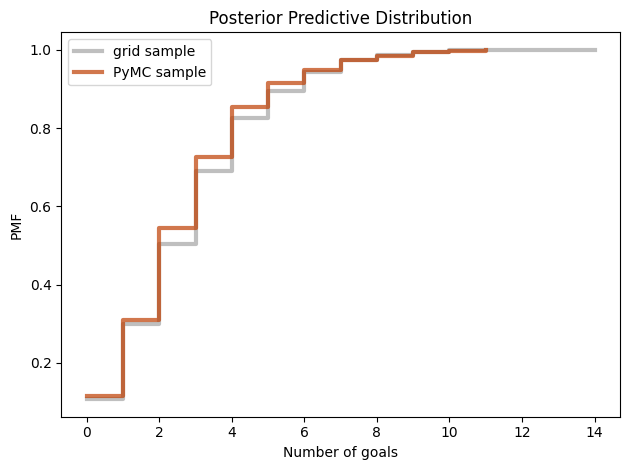 Posterior Predictive Distribution
grid sample
PyMC sample
1.0
0.8
0.6
0.4
0.2
PMF
0 2 4 6 8 10 12 14
Number of goals